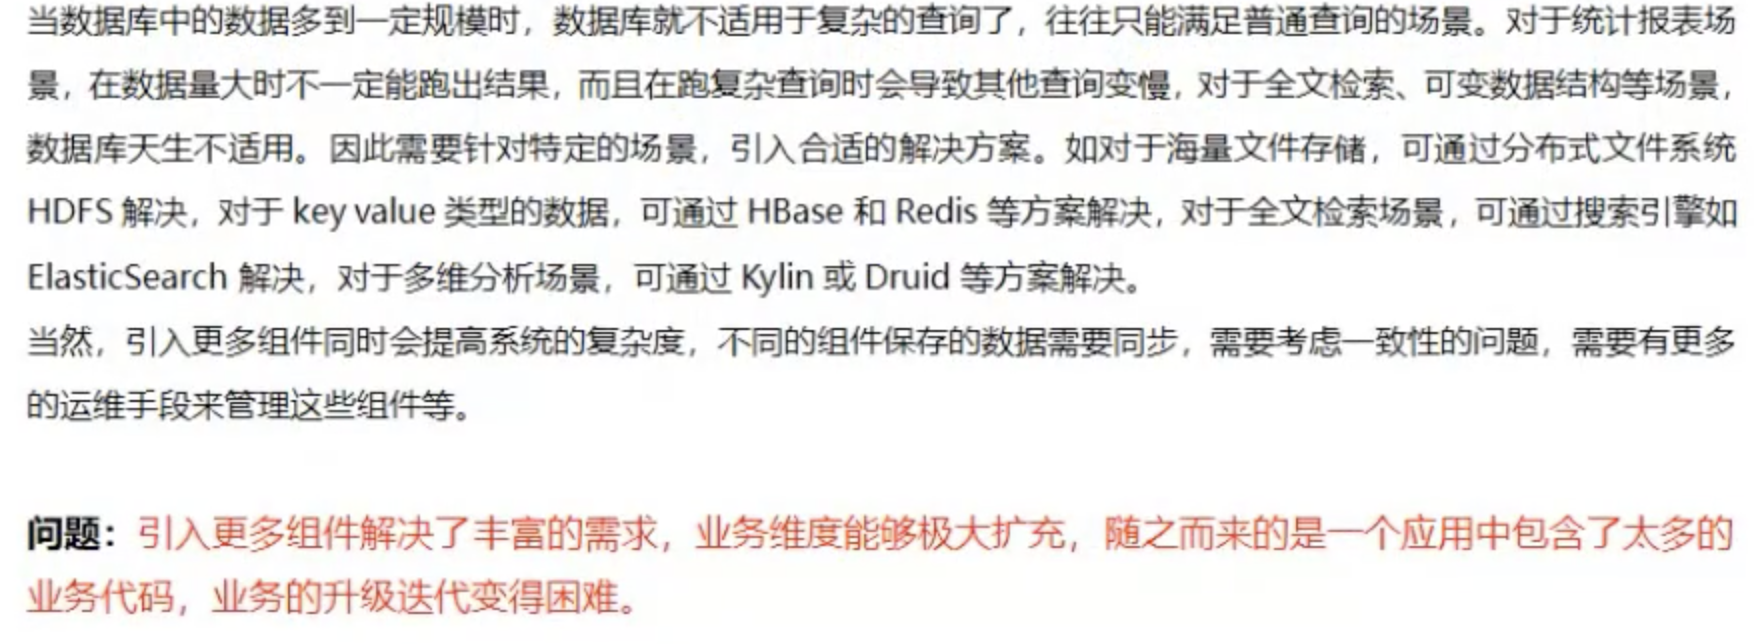 当数据库中的数据多到一定规模时，数据库就不适用于复杂的查询了，往往只能满足普通查询的场景。对于统计报表场
景，在数据量大时不一定能跑出结果，而且在跑复杂查询时会导致其他查询变慢，对于全文检索、可变数据结构等场景，
数据库天生不适用。因此需要针对特定的场景，引入合适的解决方案。如对于海量文件存储，可通过分布式文件系统
HDFS 解决，对于 key value 类型的数据，可通过 HBase 和 Redis 等方案解决，对于全文检索场景，可通过搜索引擎如
ElasticSearch 解决，对于多维分析场景，可通过 Kylin 或 Druid 等方案解决。
当然，引入更多组件同时会提高系统的复杂度，不同的组件保存的数据需要同步，需要考虑一致性的问题，需要有更多
的运维手段来管理这些组件等。
问题：引入更多组件解决了丰富的需求，业务维度能够极大扩充，随之而来的是一个应用中包含了太多的
业务代码，业务的升级迭代变得困难。